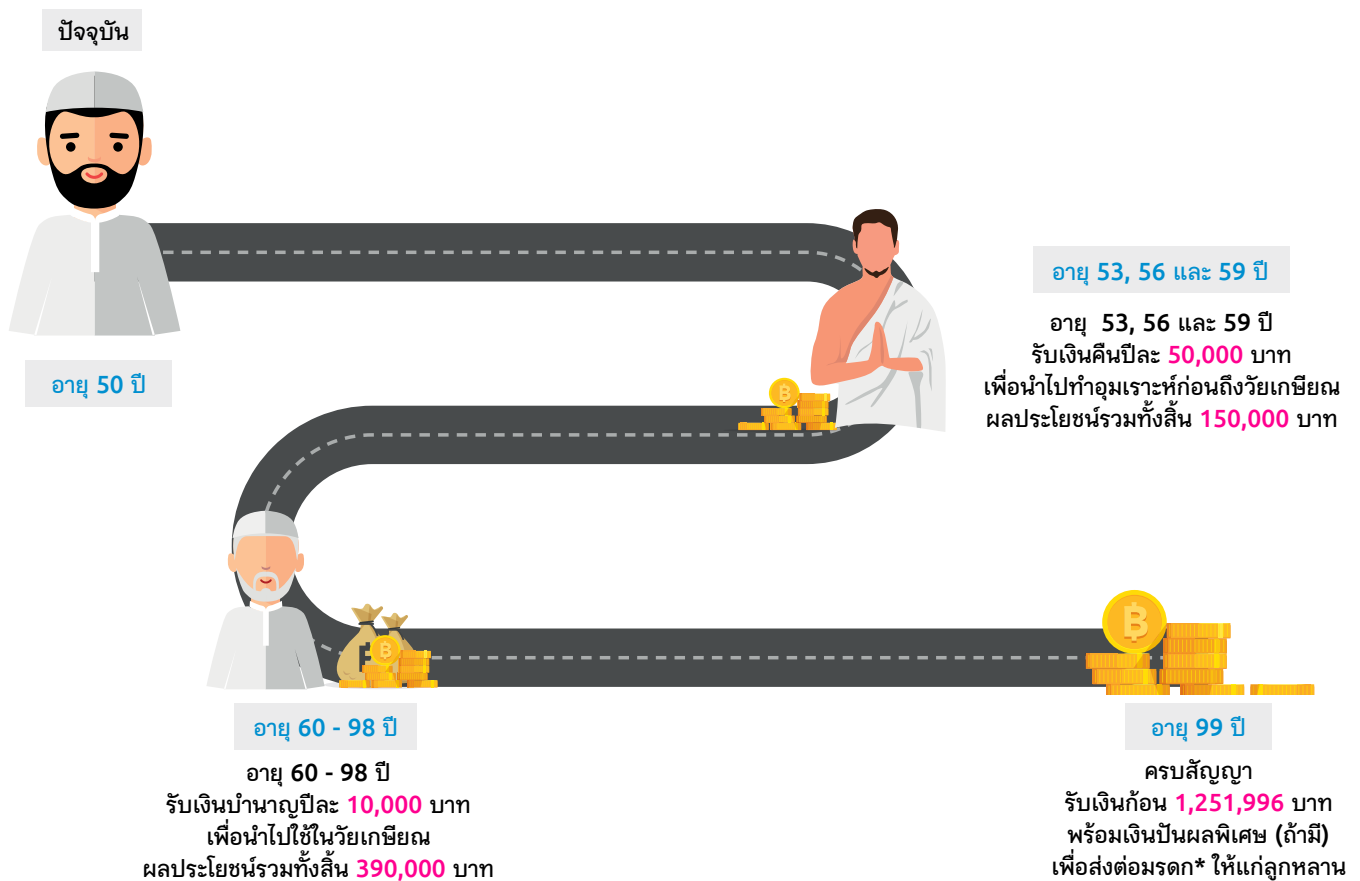 ปัจจุบัน
อายุ 50 ปี
อายุ 53, 56 และ 59 ปี
อายุ 53, 56 และ 59 ปี
รับเงินคืนปีละ 50,000 บาท
เพื่อนำไปทำอุมเราะห์ก่อนถึงวัยเกษียณ
ผลประโยชน์รวมทั้งสิ้น 150,000 บาท
อายุ 60 - 98 ปี
อายุ 60 - 98 ปี
รับเงินบำนาญปีละ 10,000 บาท
เพื่อนำไปใช้ในวัยเกษียณ
ผลประโยชน์รวมทั้งสิ้น 390,000 บาท
อายุ 99 ปี
ครบสัญญา
รับเงินก้อน 1,251,996 บาท
พร้อมเงินปันผลพิเศษ (ถ้ามี)
เพื่อส่งต่อมรดก* ให้แก่ลูกหลาน